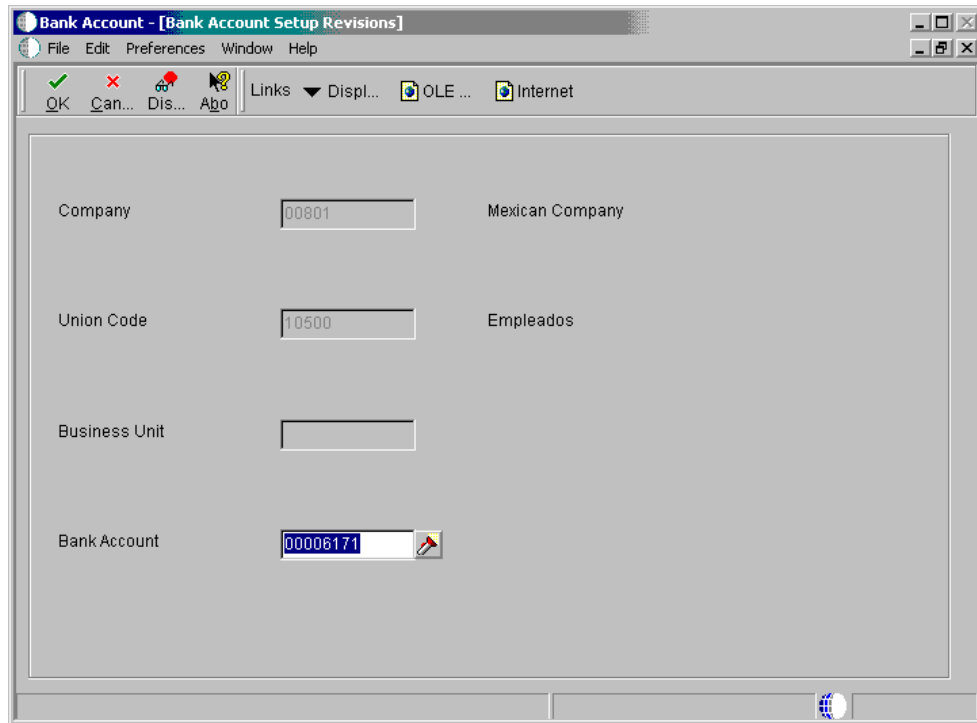 Bank Account - [Bank Account Setup Revisions]
File Edit Preferences Window Help
OK Can... Dis... Abo Links Displ... OLE ... Internet
Company 00801 Mexican Company
Union Code 10500 Empleados
Business Unit
Bank Account 00006171